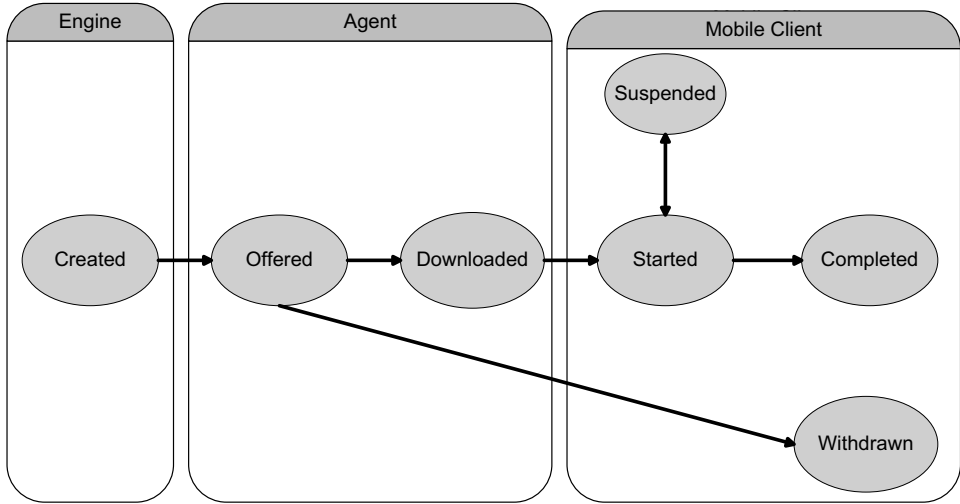 Engine
Agent
Mobile Client
Suspended
Created
Offered
Downloaded
Started
Completed
Withdrawn